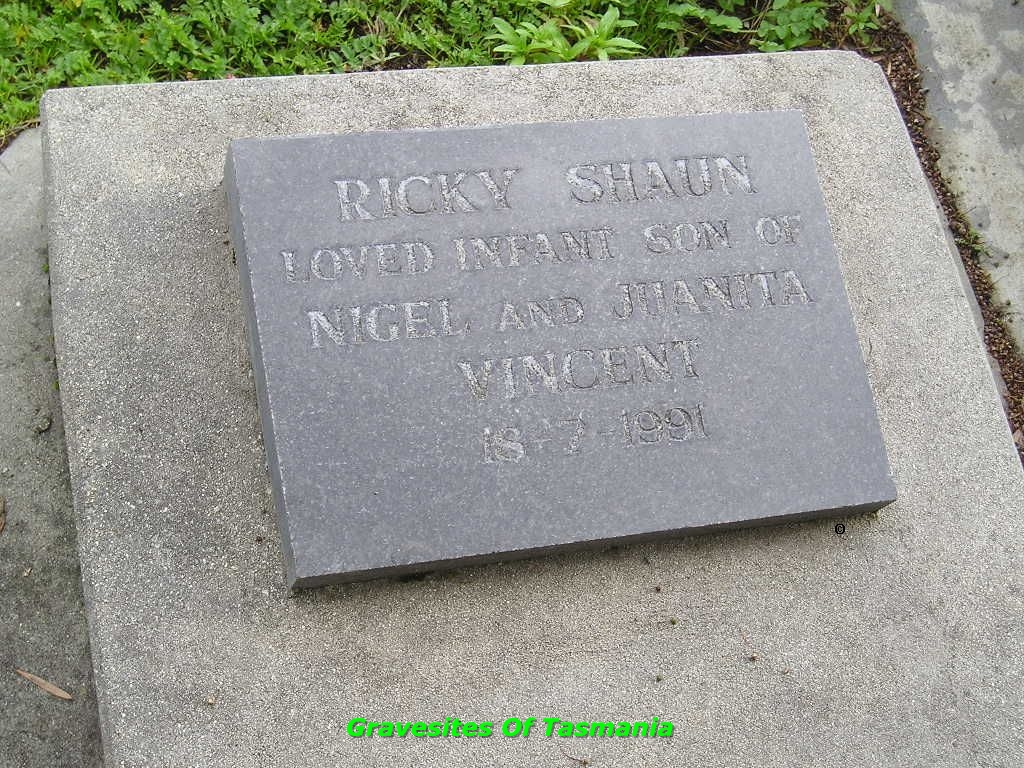 RICKY SHAUN
LOVED INFANT SON OF
NIGEL AND JUANITA
VINCENT
18-7-1991
Gravesites Of Tasmania